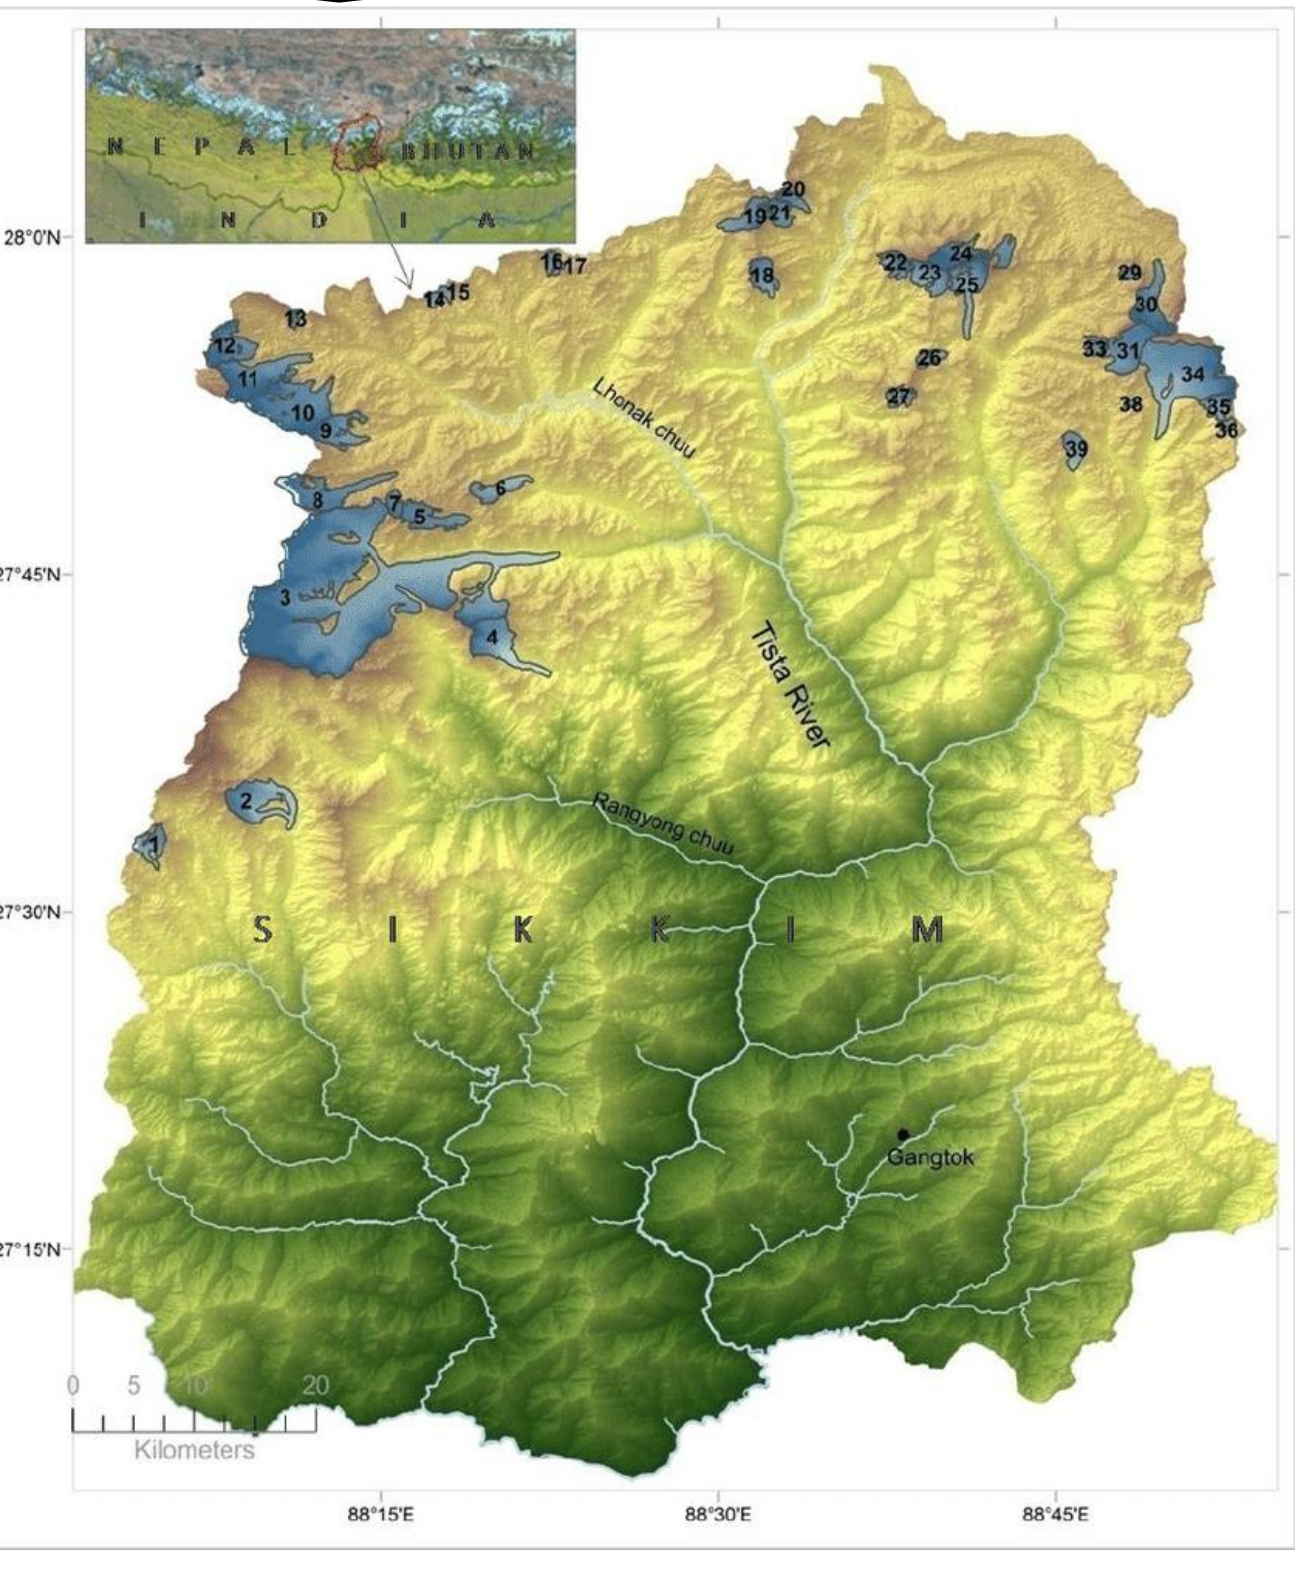 N E P A L
BHUTAN
I N D I A
28°0'N
27°45'N
27°30'N
27°15'N
20
19 21
16 17
18
22
24
23
25
29
30
14 15
13
12
11
10
9
26
27
33 31
34
38
35
36
39
Lhonak chuu
8
7
5
6
3
4
Tista River
2
1
Rangyong chuu
S I K K I M
Gangtok
0 5 10 20
Kilometers
88°15'E
88°30'E
88°45'E